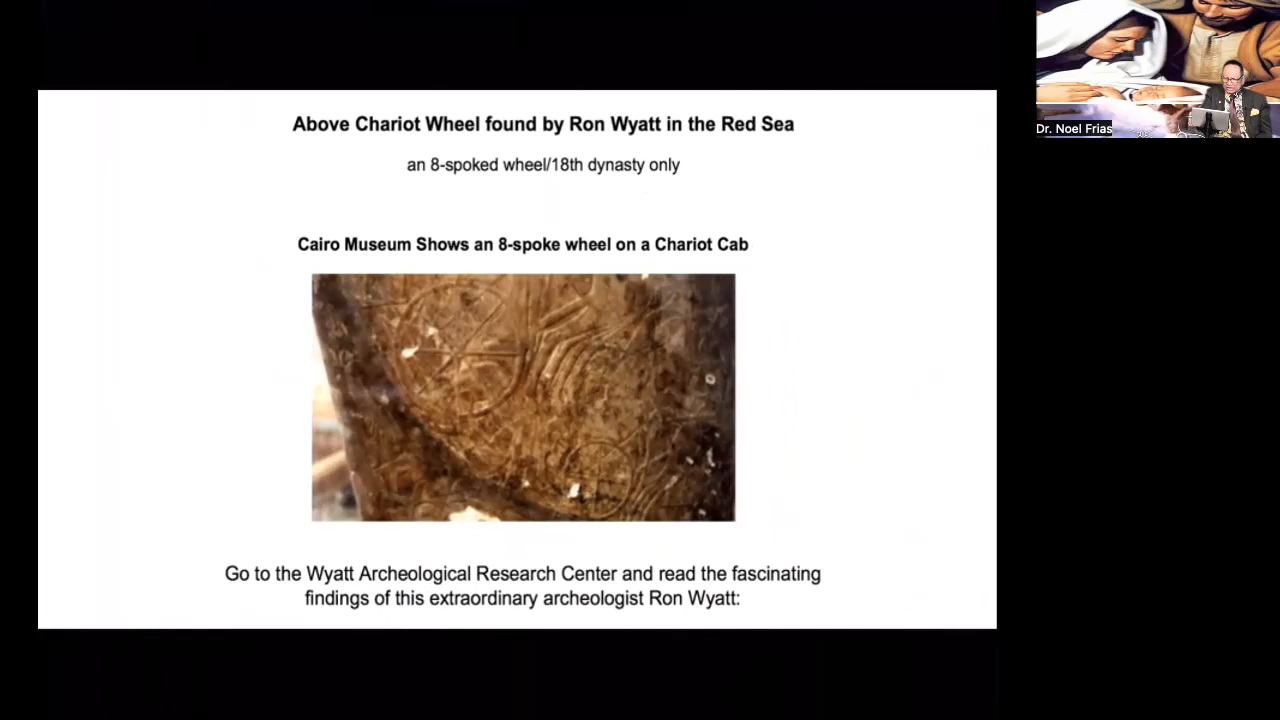 Above Chariot Wheel found by Ron Wyatt in the Red Sea
an 8-spoked wheel/18th dynasty only
Cairo Museum Shows an 8-spoke wheel on a Chariot Cab
Go to the Wyatt Archeological Research Center and read the fascinating
findings of this extraordinary archeologist Ron Wyatt:
Dr. Noel Frias